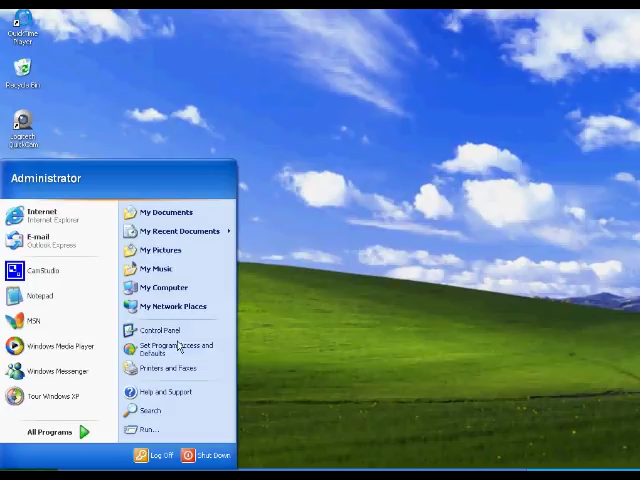 QuickTime
Player
Recycle Bin
Logitech
QuickCam
Administrator
Internet
Internet Explorer
E-mail
Outlook Express
CamStudio
Notepad
MSN
Windows Media Player
Windows Messenger
Tour Windows XP
All Programs
My Documents
My Recent Documents
My Pictures
My Music
My Computer
My Network Places
Control Panel
Set Program Access and
Defaults
Printers and Faxes
Help and Support
Search
Run...
Log Off
Shut Down